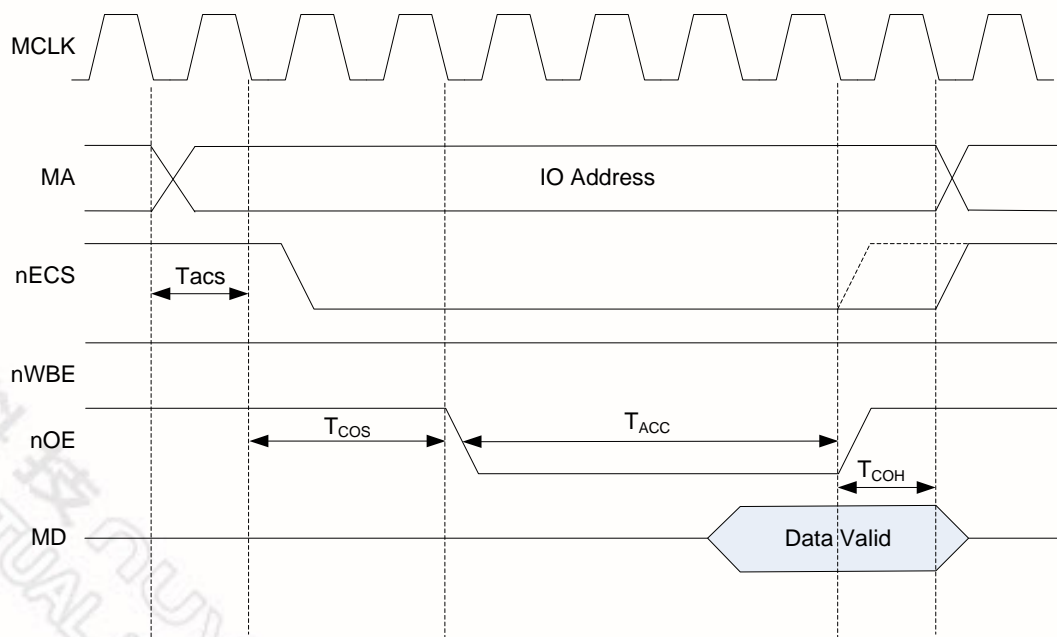 MCLK
MA
IO Address
nECS
Tacs
nWBE
nOE
TCOS
TACC
TCOH
MD
Data Valid